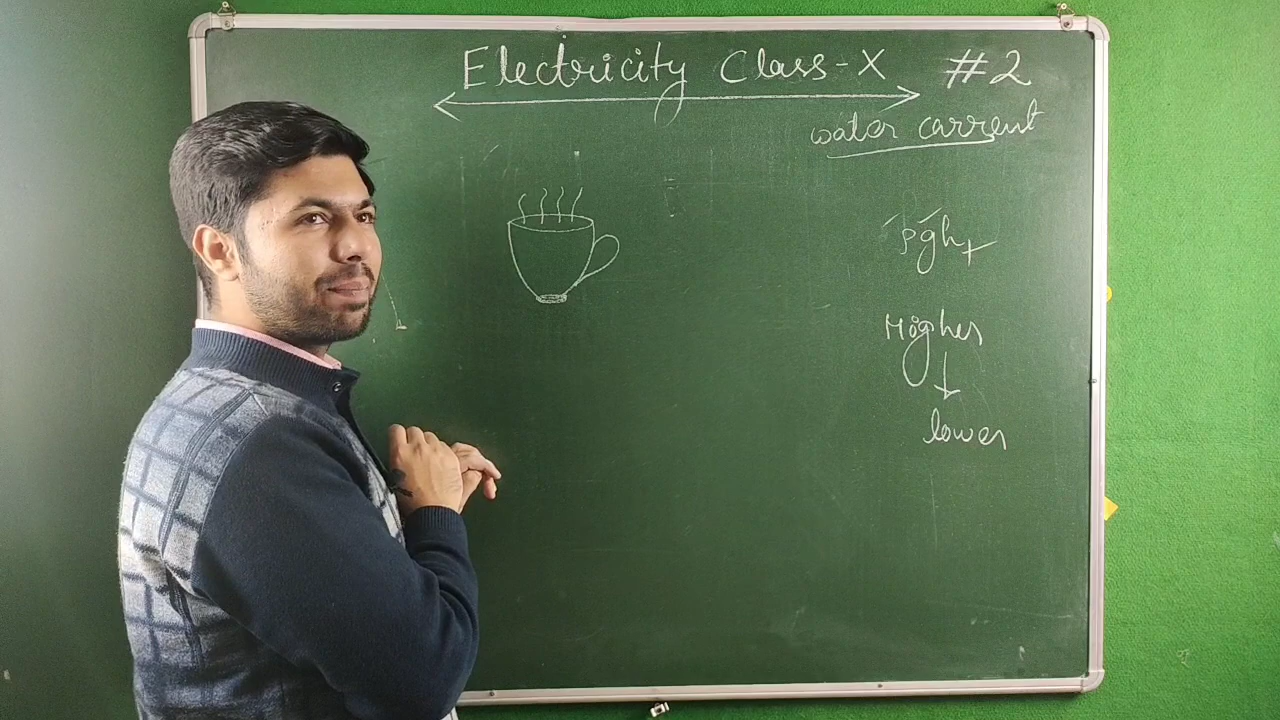 Electricity Class-X #2
water current
ρgh
Higher
↓
lower